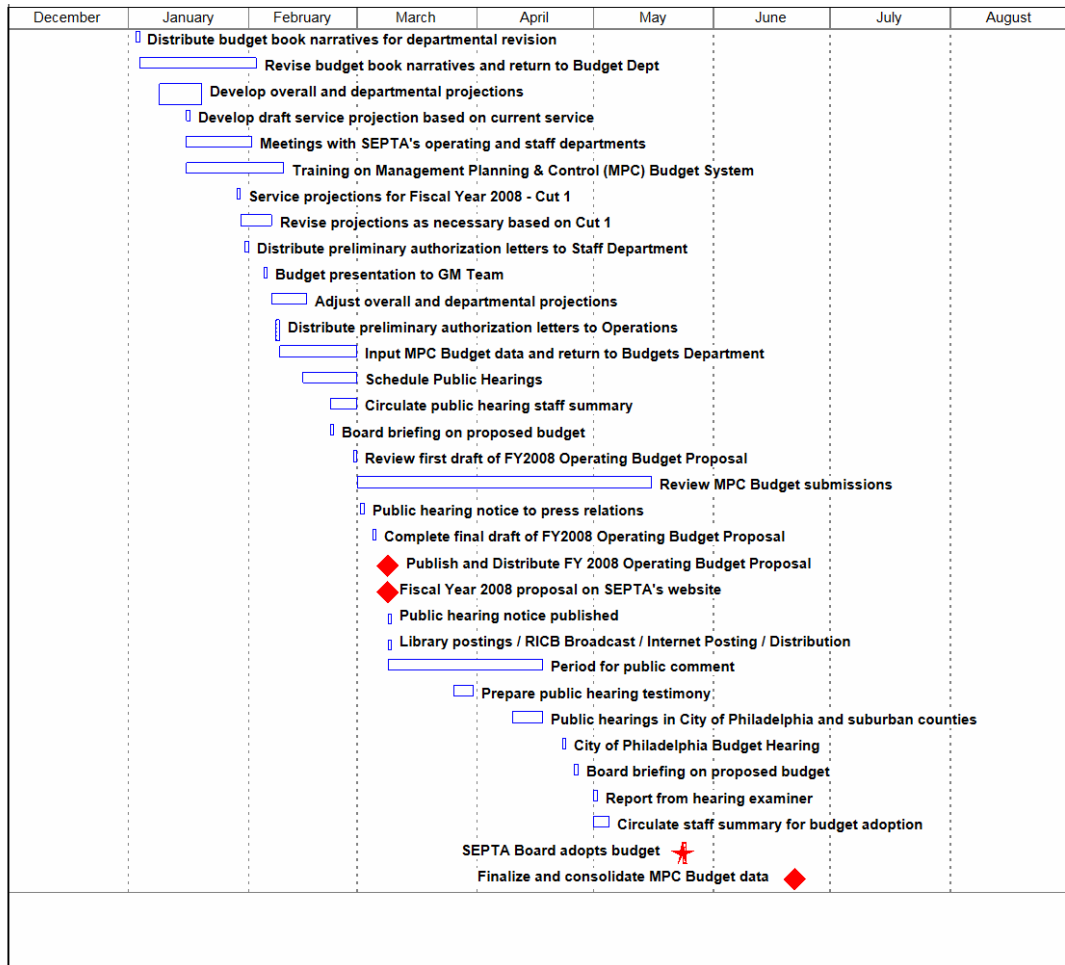 December January February March April May June July August
Distribute budget book narratives for departmental revision
Revise budget book narratives and return to Budget Dept
Develop overall and departmental projections
Develop draft service projection based on current service
Meetings with SEPTA's operating and staff departments
Training on Management Planning & Control (MPC) Budget System
Service projections for Fiscal Year 2008 - Cut 1
Revise projections as necessary based on Cut 1
Distribute preliminary authorization letters to Staff Department
Budget presentation to GM Team
Adjust overall and departmental projections
Distribute preliminary authorization letters to Operations
Input MPC Budget data and return to Budgets Department
Schedule Public Hearings
Circulate public hearing staff summary
Board briefing on proposed budget
Review first draft of FY2008 Operating Budget Proposal
Review MPC Budget submissions
Public hearing notice to press relations
Complete final draft of FY2008 Operating Budget Proposal
Publish and Distribute FY 2008 Operating Budget Proposal
Fiscal Year 2008 proposal on SEPTA's website
Public hearing notice published
Library postings / RICB Broadcast / Internet Posting / Distribution
Period for public comment
Prepare public hearing testimony
Public hearings in City of Philadelphia and suburban counties
City of Philadelphia Budget Hearing
Board briefing on proposed budget
Report from hearing examiner
Circulate staff summary for budget adoption
SEPTA Board adopts budget
Finalize and consolidate MPC Budget data